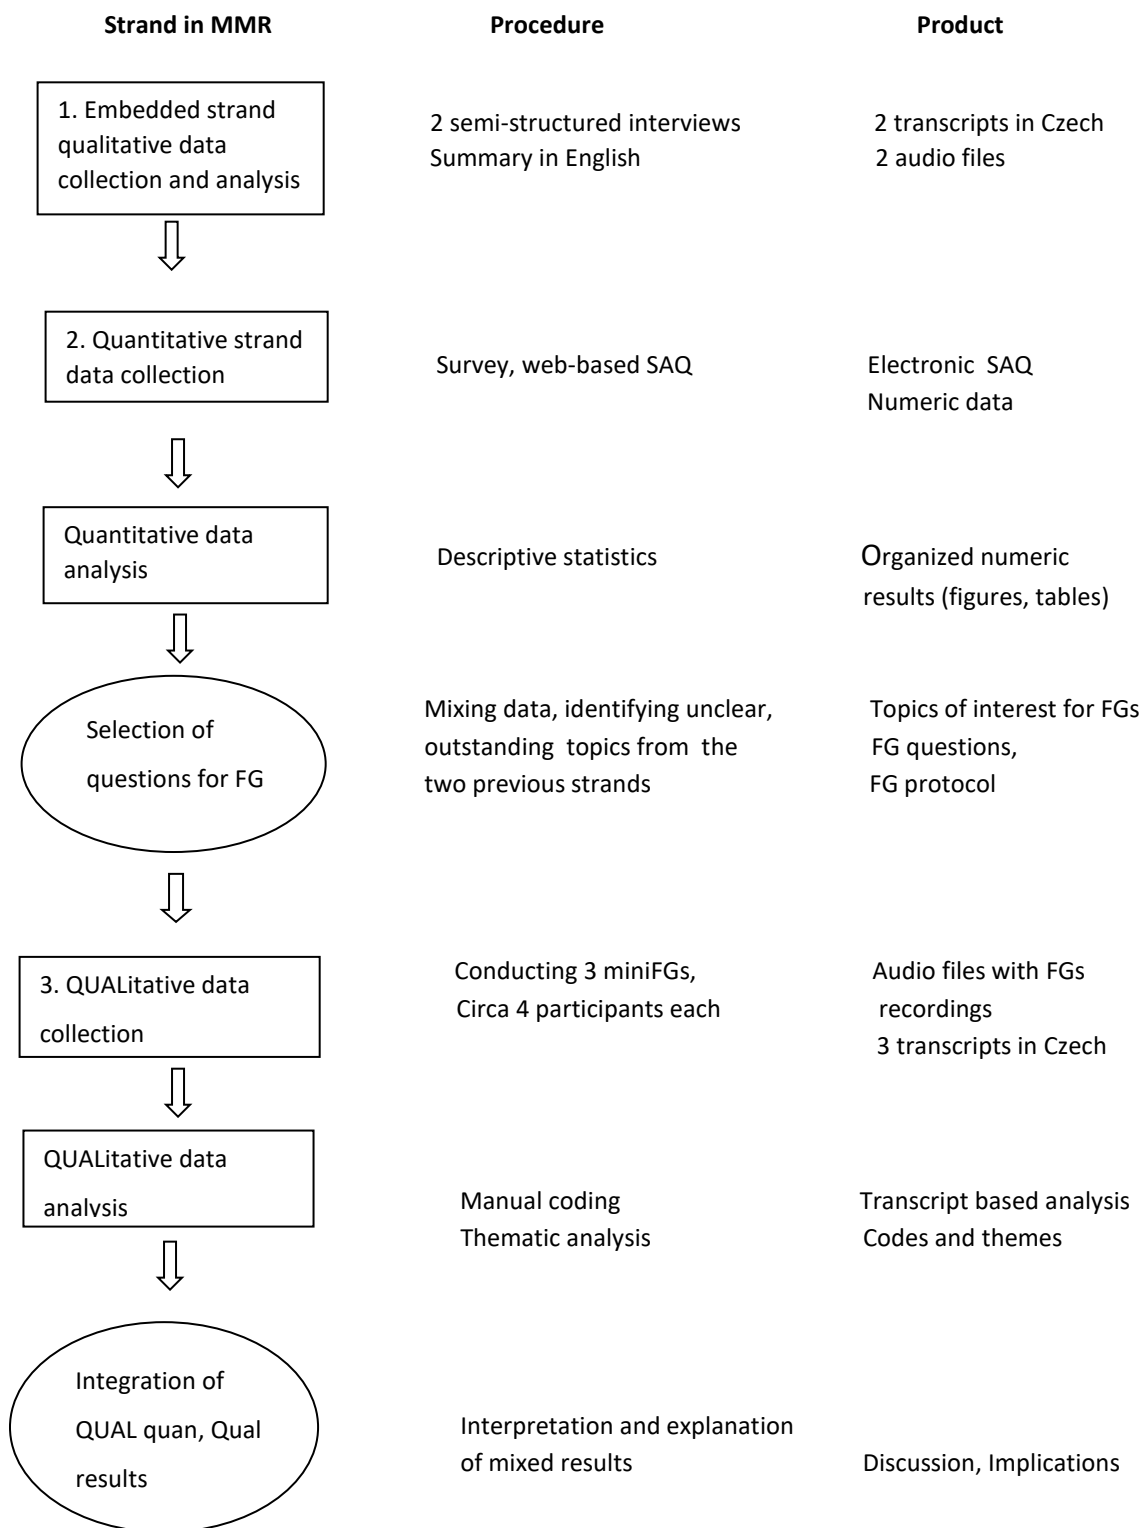 Strand in MMR Procedure Product
1. Embedded strand
qualitative data
collection and analysis
2 semi-structured interviews
Summary in English
2 transcripts in Czech
2 audio files
2. Quantitative strand
data collection
Survey, web-based SAQ
Electronic SAQ
Numeric data
Quantitative data
analysis
Descriptive statistics
Organized numeric
results (figures, tables)
Selection of
questions for FG
Mixing data, identifying unclear,
outstanding topics from the
two previous strands
Topics of interest for FGs
FG questions,
FG protocol
3. QUALitative data
collection
Conducting 3 miniFGs,
Circa 4 participants each
Audio files with FGs
recordings
3 transcripts in Czech
QUALitative data
analysis
Manual coding
Thematic analysis
Transcript based analysis
Codes and themes
Integration of
QUAL quan, Qual
results
Interpretation and explanation
of mixed results
Discussion, Implications